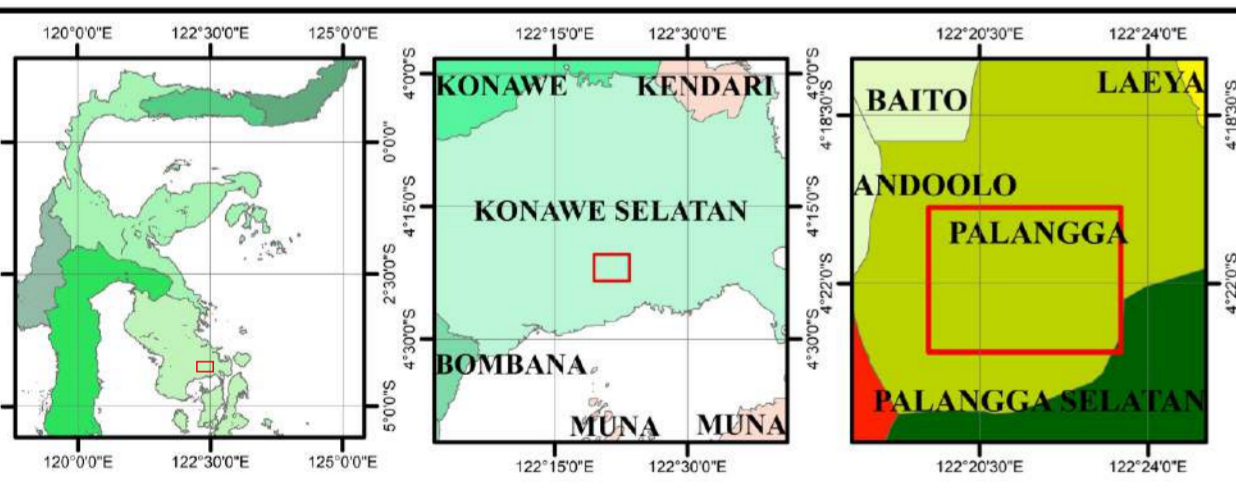 120°0'0"E 122°30'0"E 125°0'0"E
0°0'0"
2°30'0"S
5°0'0"S
120°0'0"E 122°30'0"E 125°0'0"E
122°15'0"E 122°30'0"E
4°0'0"S 4°0'0"S
KONAWE KENDARI
4°15'0"S 4°15'0"S
KONAWE SELATAN
4°30'0"S 4°30'0"S
BOMBANA
MUNA MUNA
122°15'0"E 122°30'0"E
122°20'30"E 122°24'0"E
LAEYA
BAITO
4°18'30"S 4°18'30"S
ANDOOLO
PALANGGA
4°22'0"S 4°22'0"S
PALANGGA SELATAN
122°20'30"E 122°24'0"E